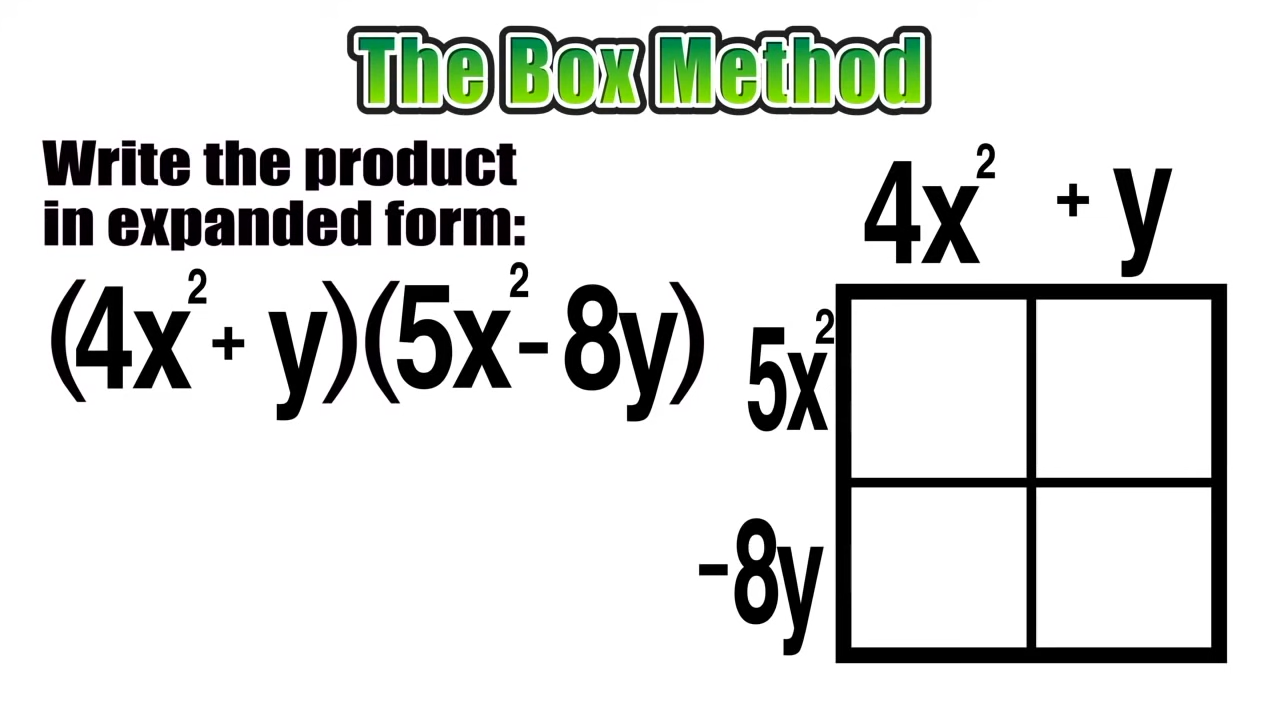 The Box Method
Write the product
in expanded form:
(4x² + y)(5x² - 8y)
4x² + y
5x²
-8y